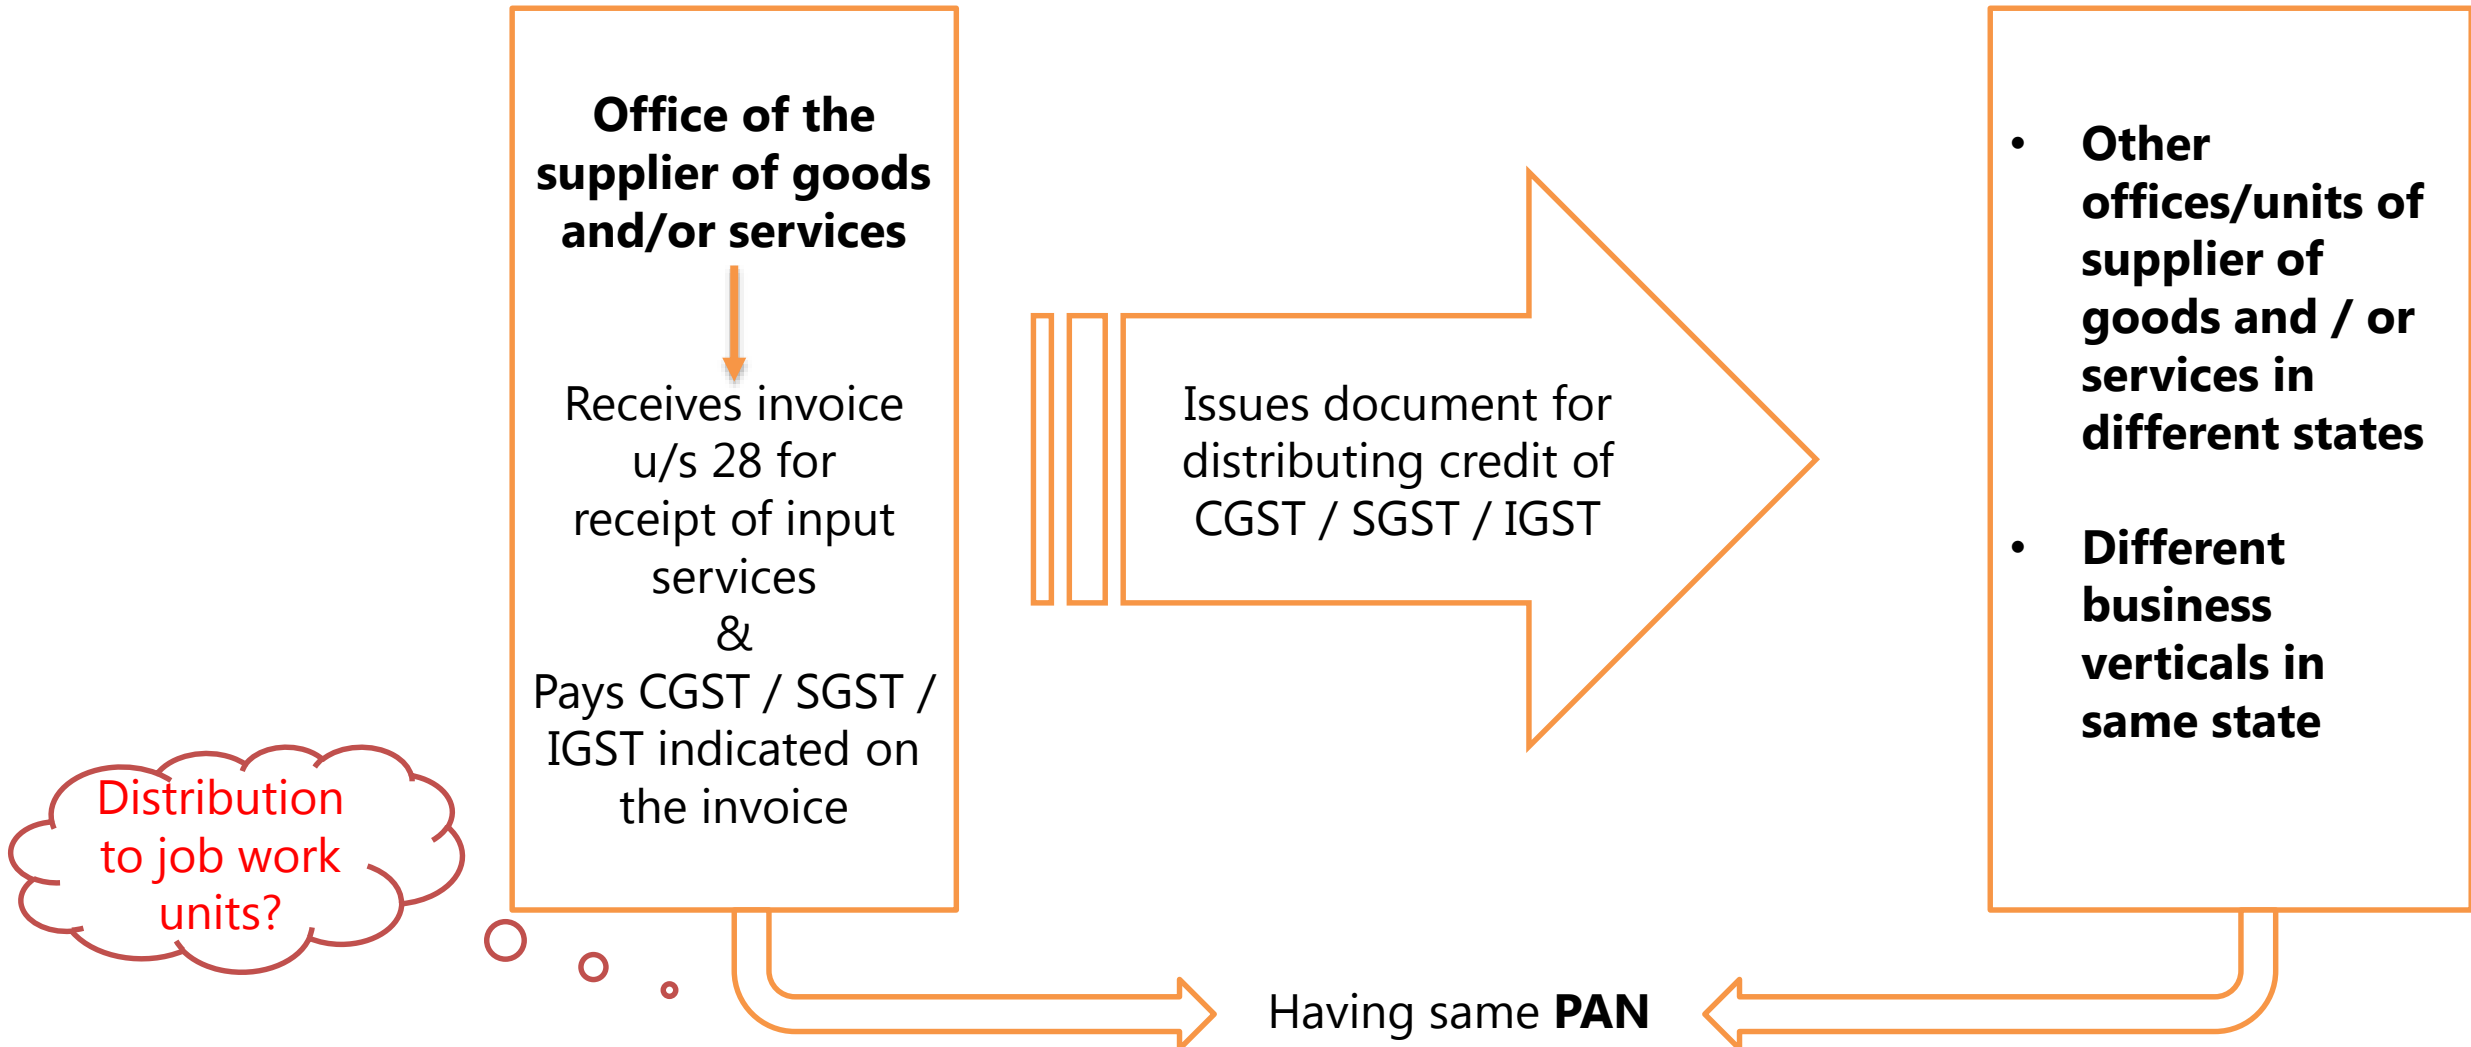 Office of the
supplier of goods
and/or services
Receives invoice
u/s 28 for
receipt of input
services
&
Pays CGST / SGST /
IGST indicated on
the invoice
Issues document for
distributing credit of
CGST / SGST / IGST
• Other
offices/units of
supplier of
goods and / or
services in
different states
• Different
business
verticals in
same state
Distribution
to job work
units?
Having same PAN